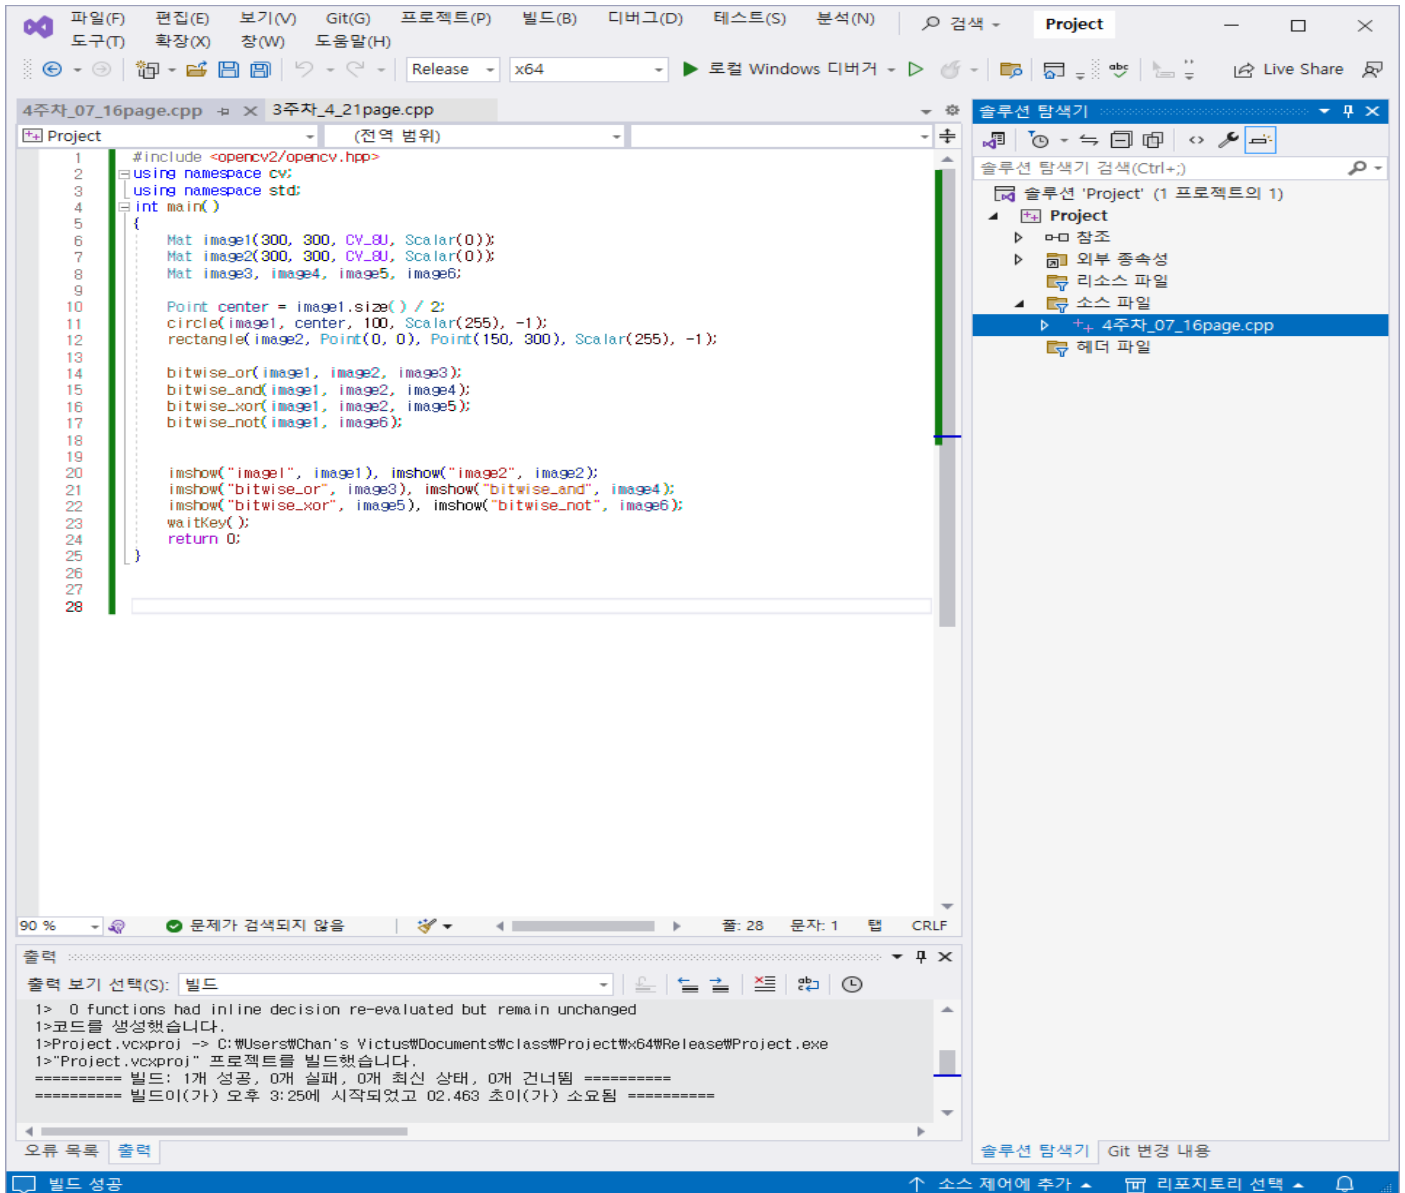 파일(F) 편집(E) 보기(V) Git(G) 프로젝트(P) 빌드(B) 디버그(D) 테스트(S) 분석(N) 검색 Project
도구(T) 확장(X) 창(W) 도움말(H)
Release x64 로컬 Windows 디버거 Live Share
4주차_07_16page.cpp 3주차_4_21page.cpp
Project (전역 범위)
1 #include <opencv2/opencv.hpp>
2 using namespace cv;
3 using namespace std;
4 int main()
5 {
6 Mat image1(300, 300, CV_8U, Scalar(0));
7 Mat image2(300, 300, CV_8U, Scalar(0));
8 Mat image3, image4, image5, image6;
9
10 Point center = image1.size() / 2;
11 circle(image1, center, 100, Scalar(255), -1);
12 rectangle(image2, Point(0, 0), Point(150, 300), Scalar(255), -1);
13
14 bitwise_or(image1, image2, image3);
15 bitwise_and(image1, image2, image4);
16 bitwise_xor(image1, image2, image5);
17 bitwise_not(image1, image6);
18
19
20 imshow("image1", image1), imshow("image2", image2);
21 imshow("bitwise_or", image3), imshow("bitwise_and", image4);
22 imshow("bitwise_xor", image5), imshow("bitwise_not", image6);
23 waitKey();
24 return 0;
25 }
26
27
28
90 % 문제가 검색되지 않음 줄: 28 문자: 1 탭 CRLF
출력
출력 보기 선택(S): 빌드
1> 0 functions had inline decision re-evaluated but remain unchanged
1>코드를 생성했습니다.
1>Project.vcxproj -> C:₩Users₩Chan's Victus₩Documents₩class₩Project₩x64₩Release₩Project.exe
1>"Project.vcxproj" 프로젝트를 빌드했습니다.
========== 빌드: 1개 성공, 0개 실패, 0개 최신 상태, 0개 건너뜀 ==========
========== 빌드이(가) 오후 3:25에 시작되었고 02.463 초이(가) 소요됨 ==========
오류 목록 출력
솔루션 탐색기
솔루션 탐색기 검색(Ctrl+;)
솔루션 'Project' (1 프로젝트의 1)
Project
참조
외부 종속성
리소스 파일
소스 파일
4주차_07_16page.cpp
헤더 파일
솔루션 탐색기 Git 변경 내용
빌드 성공 소스 제어에 추가 리포지토리 선택